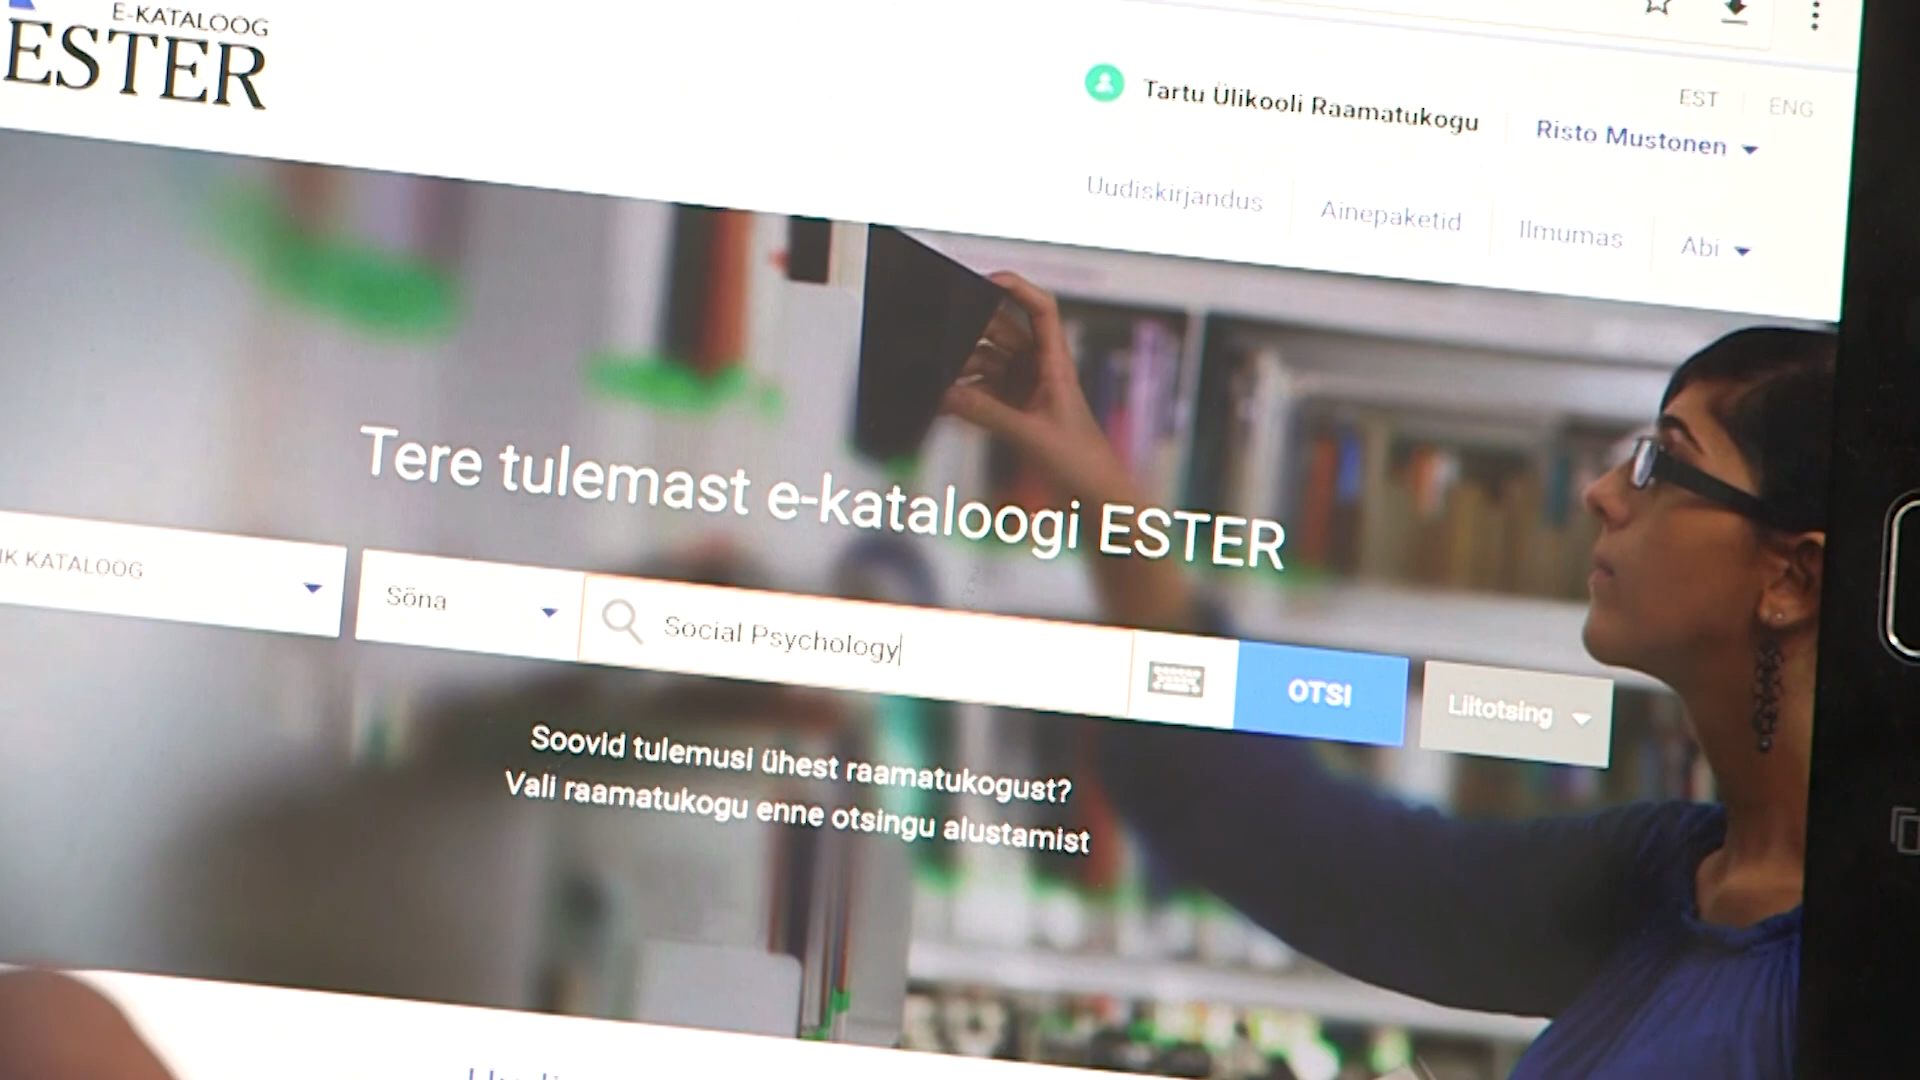 E-KATALOOG
ESTER
Tartu Ülikooli Raamatukogu
Risto Mustonen
EST
ENG
Uudiskirjandus
Ainepaketid
Ilmumas
Abi
Tere tulemast e-kataloogi ESTER
KATALOOG
Sõna
Social Psychology
OTSI
Liitotsing
Soovid tulemusi ühest raamatukogust?
Vali raamatukogu enne otsingu alustamist